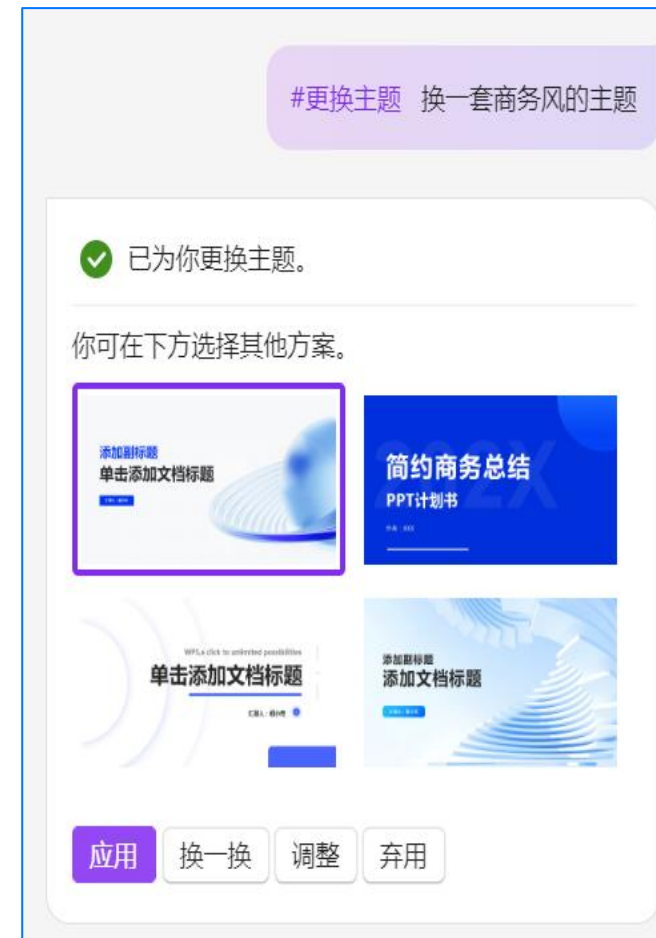 #更换主题 换一套商务风的主题
已为你更换主题。
你可在下方选择其他方案。
添加副标题
单击添加文档标题
简约商务总结
202X
PPT计划书
WPS,a click to unlimited possibilities
单击添加文档标题
添加副标题
添加文档标题
应用 换一换 调整 弃用